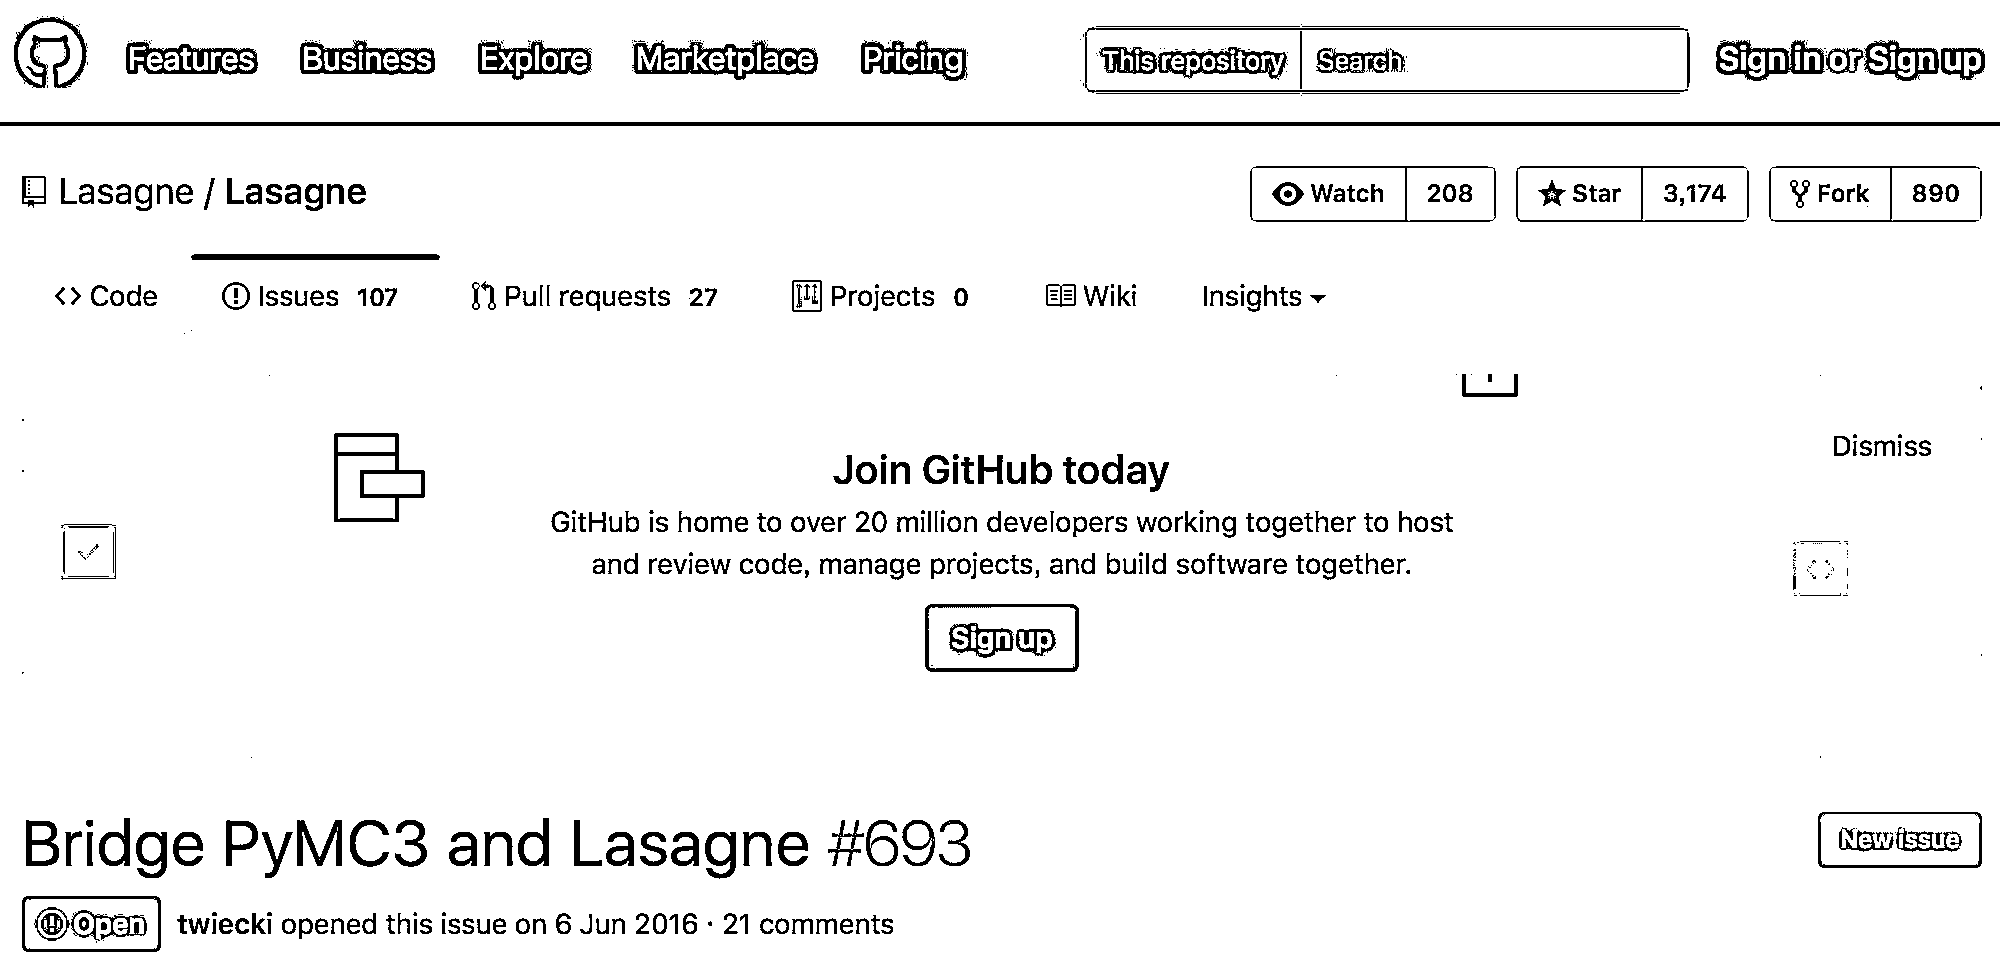 Features Business Explore Marketplace Pricing This repository Search Sign in or Sign up
Lasagne / Lasagne Watch 208 Star 3,174 Fork 890
Code Issues 107 Pull requests 27 Projects 0 Wiki Insights
Dismiss
Join GitHub today
GitHub is home to over 20 million developers working together to host
and review code, manage projects, and build software together.
Sign up
Bridge PyMC3 and Lasagne #693 New issue
Open twiecki opened this issue on 6 Jun 2016 · 21 comments